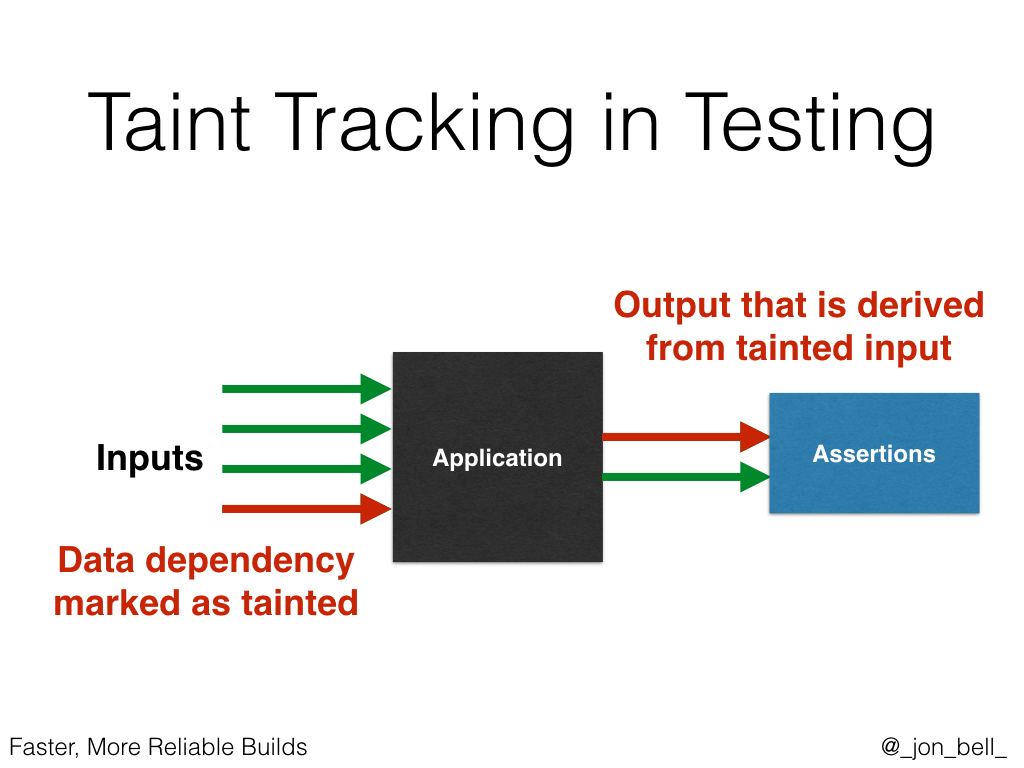 Taint Tracking in Testing
Output that is derived
from tainted input
Inputs
Application
Assertions
Data dependency
marked as tainted
Faster, More Reliable Builds
@_jon_bell_